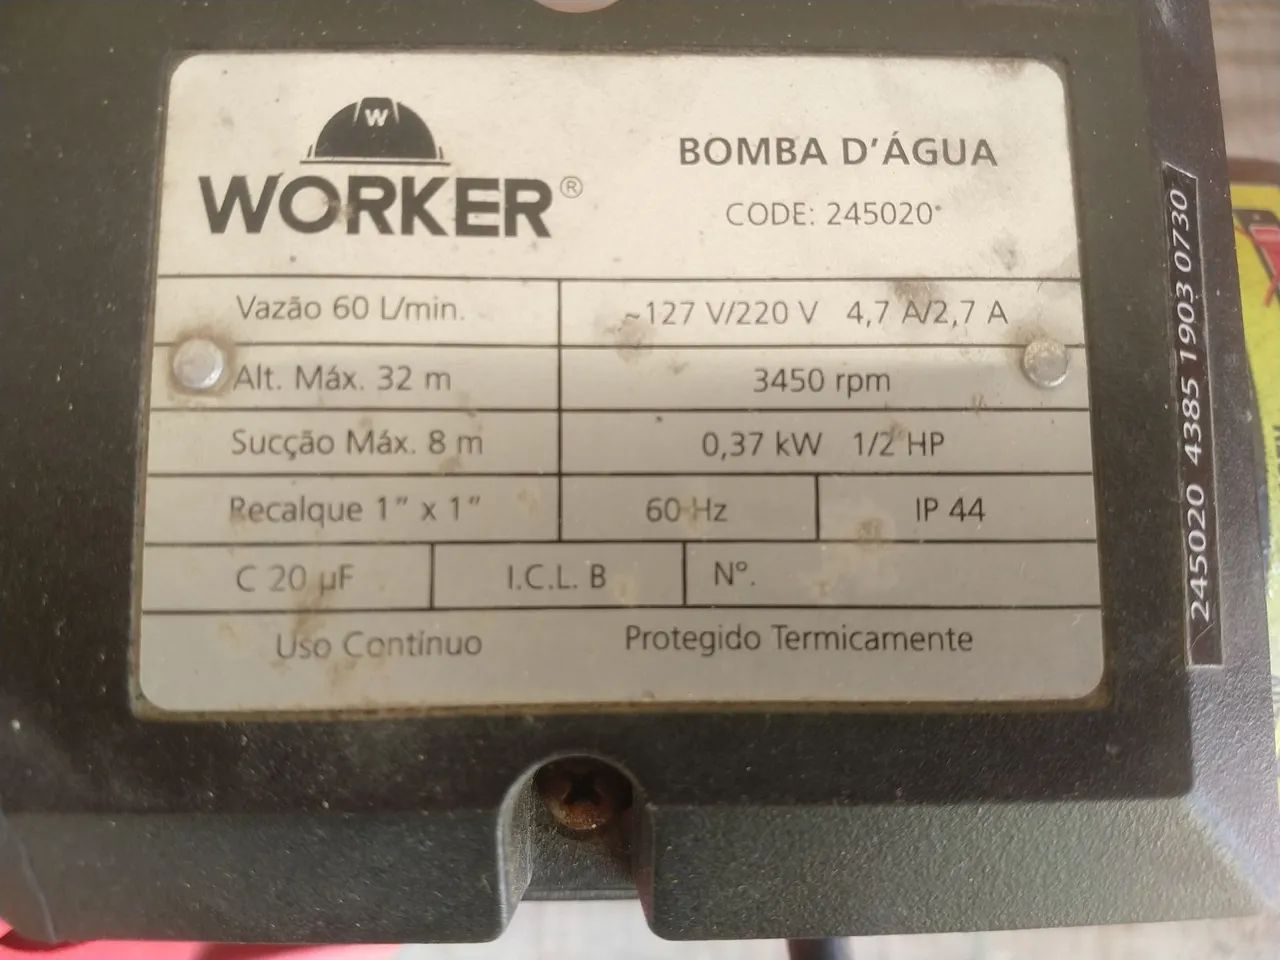 W
WORKER®
BOMBA D'ÁGUA
CODE: 245020
Vazão 60 L/min.
~127 V/220 V 4,7 A/2,7 A
Alt. Máx. 32 m
3450 rpm
Sucção Máx. 8 m
0,37 kW 1/2 HP
Recalque 1” x 1”
60 Hz
IP 44
C 20 µF
I.C.L. B
Nº.
Uso Contínuo
Protegido Termicamente
245020 4385 1903 0730